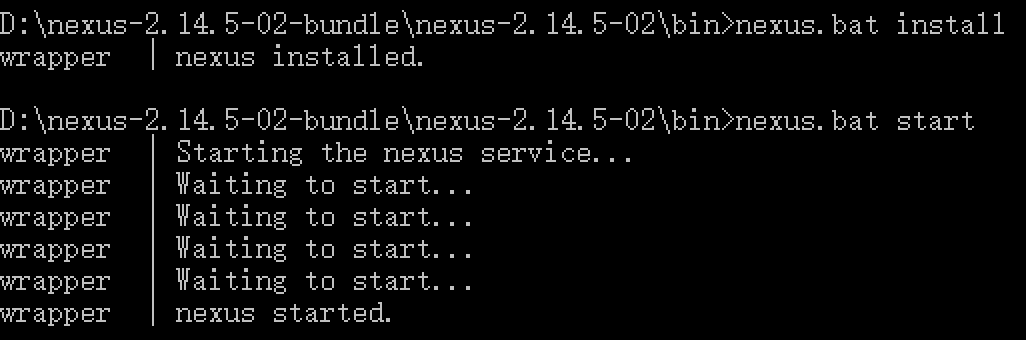 D:\nexus-2.14.5-02-bundle\nexus-2.14.5-02\bin>nexus.bat install
wrapper  | nexus installed.
D:\nexus-2.14.5-02-bundle\nexus-2.14.5-02\bin>nexus.bat start
wrapper  | Starting the nexus service...
wrapper  | Waiting to start...
wrapper  | Waiting to start...
wrapper  | Waiting to start...
wrapper  | Waiting to start...
wrapper  | nexus started.